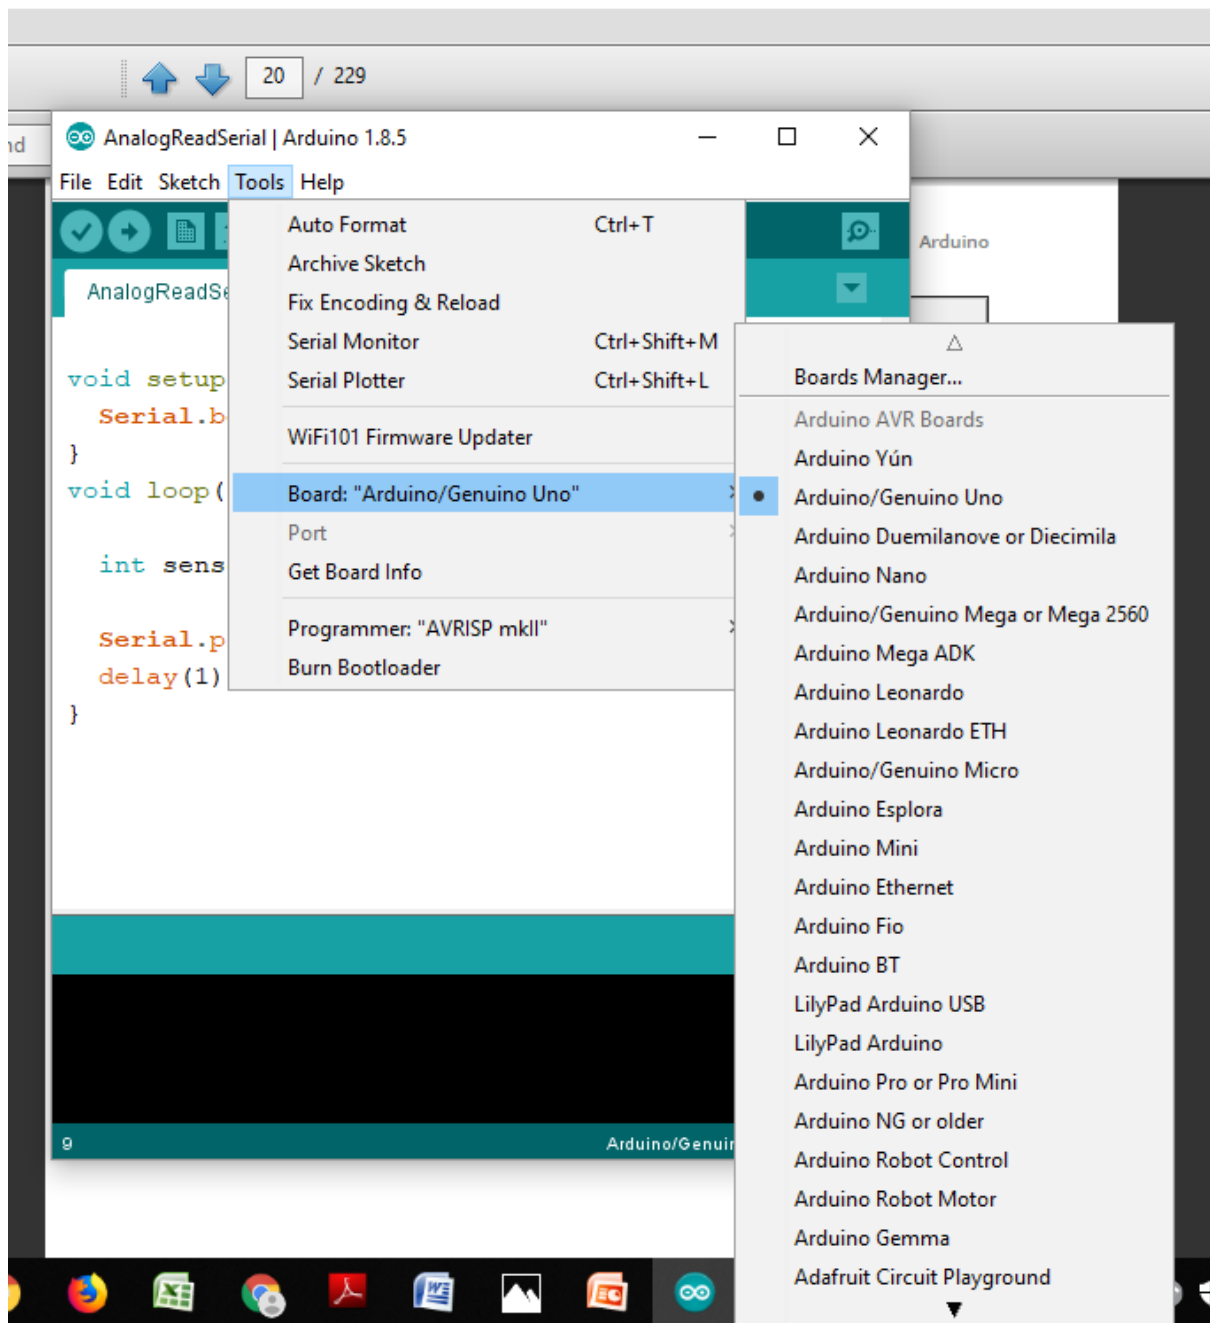 20 / 229
nd
AnalogReadSerial | Arduino 1.8.5
File Edit Sketch Tools Help
Arduino
AnalogReadSe
Auto Format Ctrl+T
Archive Sketch
Fix Encoding & Reload
Serial Monitor Ctrl+Shift+M
Serial Plotter Ctrl+Shift+L
WiFi101 Firmware Updater
Board: "Arduino/Genuino Uno"
Port
Get Board Info
Programmer: "AVRISP mkII"
Burn Bootloader
void setup
Serial.b
}
void loop(
int sens
Serial.p
delay(1)
}
9
Arduino/Genuin
Boards Manager...
Arduino AVR Boards
Arduino Yún
Arduino/Genuino Uno
Arduino Duemilanove or Diecimila
Arduino Nano
Arduino/Genuino Mega or Mega 2560
Arduino Mega ADK
Arduino Leonardo
Arduino Leonardo ETH
Arduino/Genuino Micro
Arduino Esplora
Arduino Mini
Arduino Ethernet
Arduino Fio
Arduino BT
LilyPad Arduino USB
LilyPad Arduino
Arduino Pro or Pro Mini
Arduino NG or older
Arduino Robot Control
Arduino Robot Motor
Arduino Gemma
Adafruit Circuit Playground